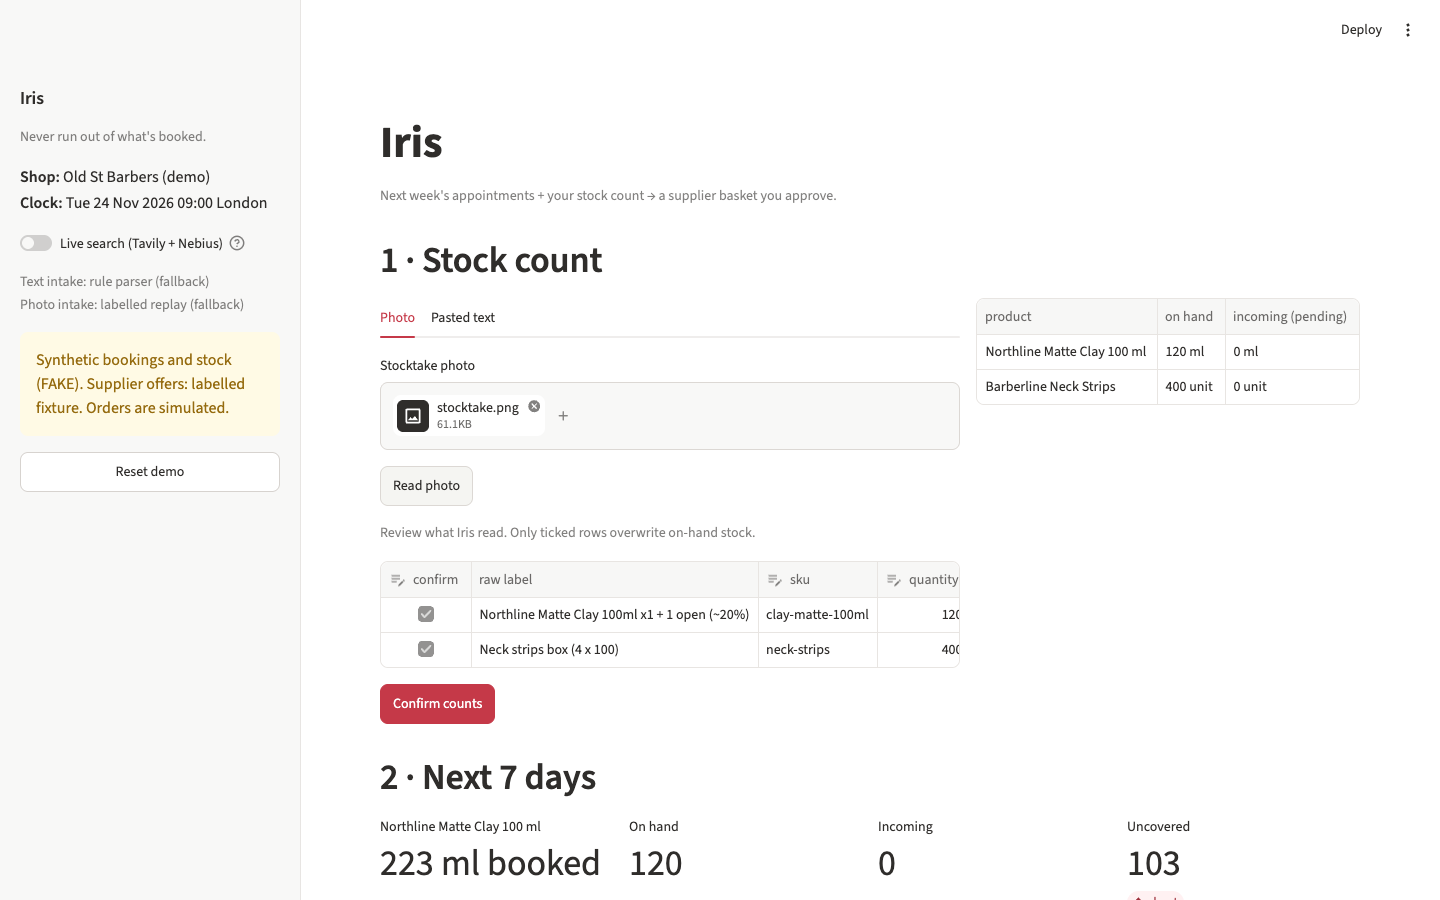 Deploy
Iris
Never run out of what's booked.
Shop: Old St Barbers (demo)
Clock: Tue 24 Nov 2026 09:00 London
Live search (Tavily + Nebius)
Text intake: rule parser (fallback)
Photo intake: labelled replay (fallback)
Synthetic bookings and stock
(FAKE). Supplier offers: labelled
fixture. Orders are simulated.
Reset demo
Iris
Next week's appointments + your stock count → a supplier basket you approve.
1 · Stock count
Photo Pasted text
Stocktake photo
stocktake.png
61.1KB
Read photo
Review what Iris read. Only ticked rows overwrite on-hand stock.
confirm raw label sku quantity
Northline Matte Clay 100ml x1 + 1 open (~20%) clay-matte-100ml 120
Neck strips box (4 x 100) neck-strips 400
Confirm counts
product on hand incoming (pending)
Northline Matte Clay 100 ml 120 ml 0 ml
Barberline Neck Strips 400 unit 0 unit
2 · Next 7 days
Northline Matte Clay 100 ml On hand Incoming Uncovered
223 ml booked 120 0 103